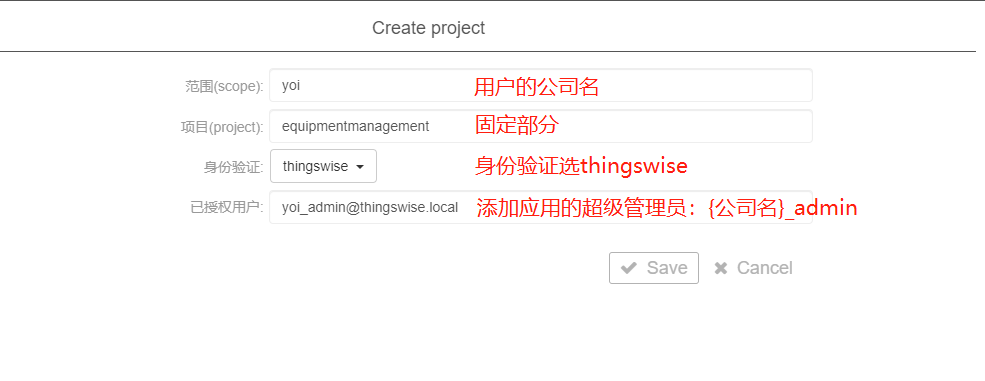 Create project
范围(scope): yoi 用户的公司名
项目(project): equipmentmanagement 固定部分
身份验证: thingswise 身份验证选thingswise
已授权用户: yoi_admin@thingswise.local 添加应用的超级管理员：{公司名}_admin
Save Cancel